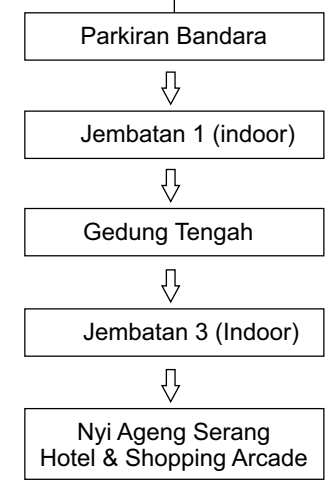 Parkiran Bandara
Jembatan 1 (indoor)
Gedung Tengah
Jembatan 3 (Indoor)
Nyi Ageng Serang
Hotel & Shopping Arcade